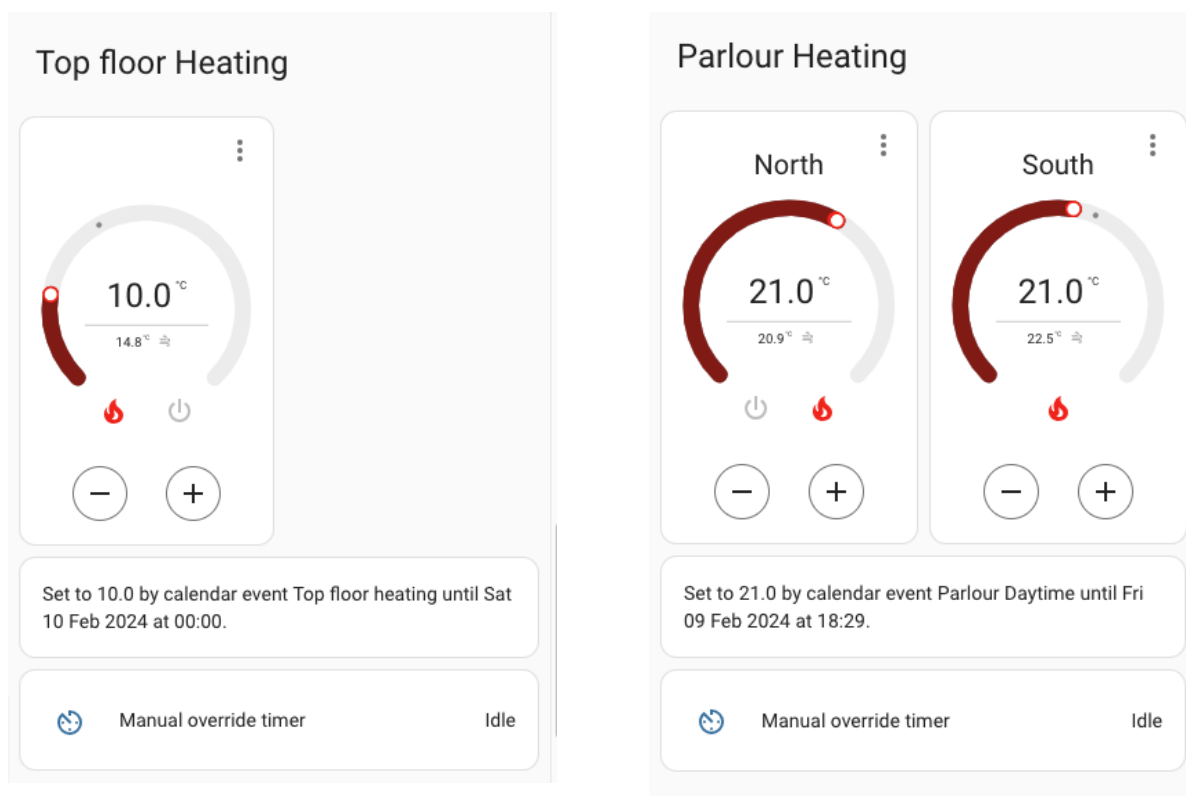 Top floor Heating
10.0 °C
14.8 °C
Set to 10.0 by calendar event Top floor heating until Sat
10 Feb 2024 at 00:00.
Manual override timer Idle
Parlour Heating
North
21.0 °C
20.9 °C
South
21.0 °C
22.5 °C
Set to 21.0 by calendar event Parlour Daytime until Fri
09 Feb 2024 at 18:29.
Manual override timer Idle